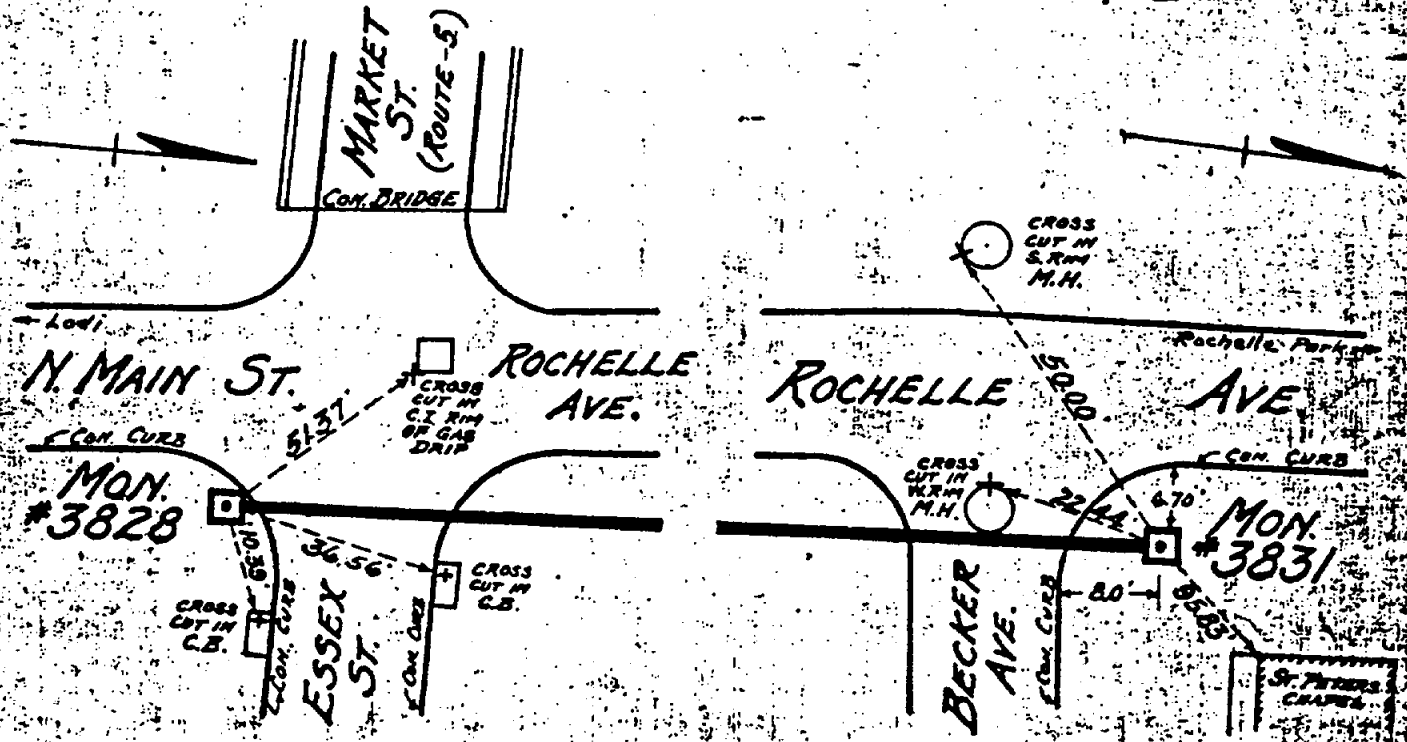 MARKET
ST.
(ROUTE-5)
CON. BRIDGE
← Lodi
N. MAIN ST.
CROSS
CUT IN
C.I. RIM
OF GAS
DRIP
51.37'
ROCHELLE
AVE.
CON. CURB
MON.
#3828
36.56'
CROSS
CUT IN
C.B.
CON. CURB
ESSEX
ST.
CON. CURB
CROSS
CUT IN
C.B.
CROSS
CUT IN
S. RIM
M.H.
Rochelle Park
50.00
ROCHELLE AVE
CON. CURB
CROSS
CUT IN
W. RIM
M.H.
22.44
6.70'
MON.
#3831
8.0'
BECKER
AVE.
CON. CURB
ST. PETERS
CHAPEL